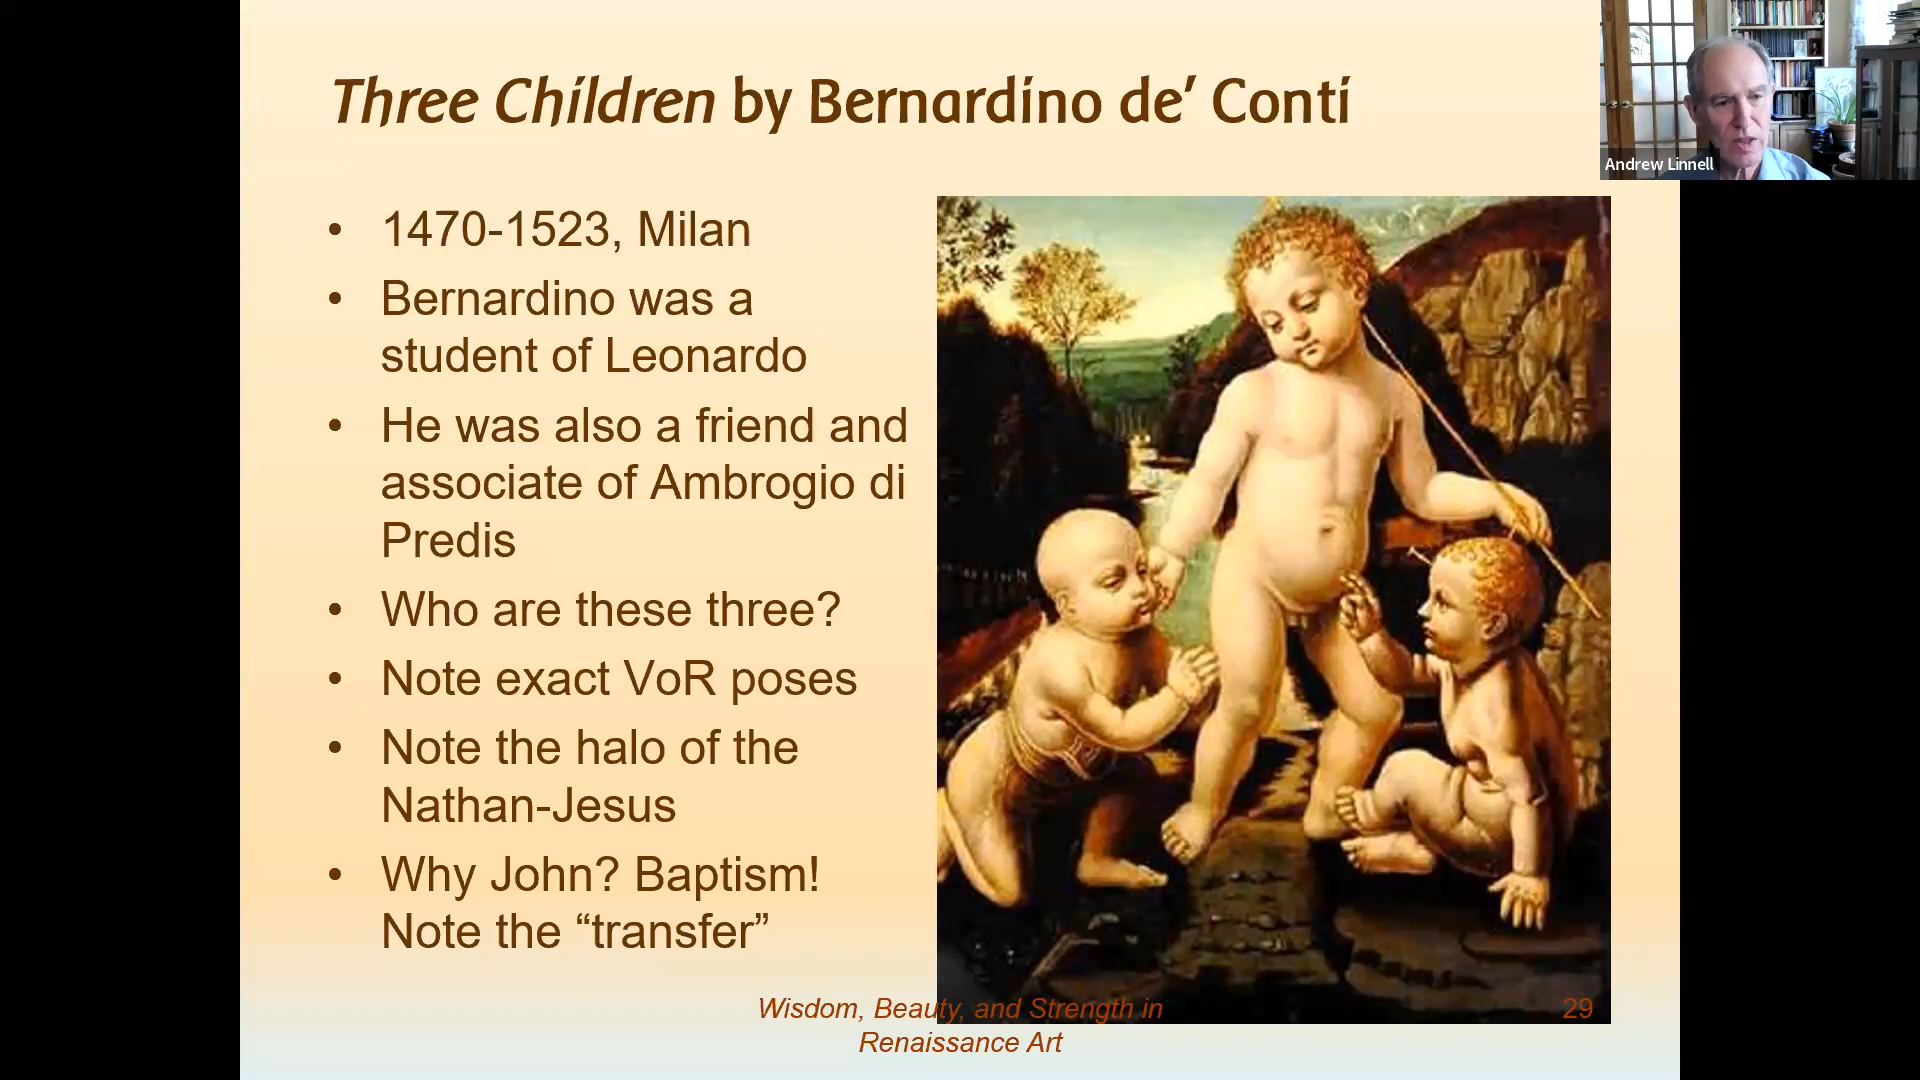 Three Children by Bernardino de’ Conti
Andrew Linnell
• 1470-1523, Milan
• Bernardino was a
student of Leonardo
• He was also a friend and
associate of Ambrogio di
Predis
• Who are these three?
• Note exact VoR poses
• Note the halo of the
Nathan-Jesus
• Why John? Baptism!
Note the “transfer”
Wisdom, Beauty, and Strength in
Renaissance Art
29